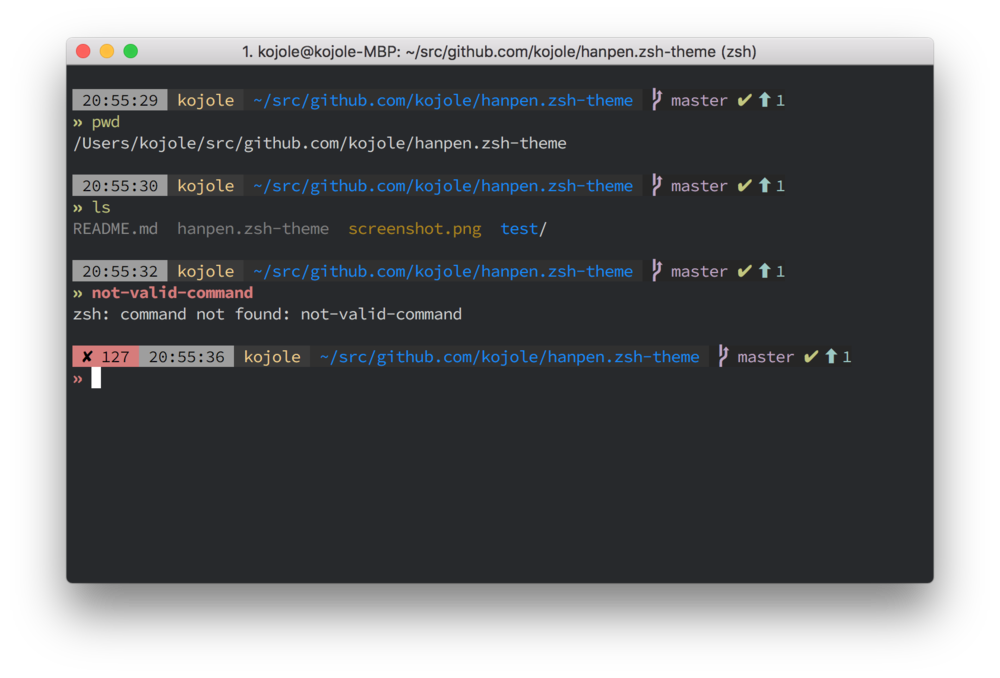 1. kojole@kojole-MBP: ~/src/github.com/kojole/hanpen.zsh-theme (zsh)
20:55:29 kojole ~/src/github.com/kojole/hanpen.zsh-theme master ✔ ⬆ 1
» pwd
/Users/kojole/src/github.com/kojole/hanpen.zsh-theme
20:55:30 kojole ~/src/github.com/kojole/hanpen.zsh-theme master ✔ ⬆ 1
» ls
README.md hanpen.zsh-theme screenshot.png test/
20:55:32 kojole ~/src/github.com/kojole/hanpen.zsh-theme master ✔ ⬆ 1
» not-valid-command
zsh: command not found: not-valid-command
✘ 127 20:55:36 kojole ~/src/github.com/kojole/hanpen.zsh-theme master ✔ ⬆ 1
»